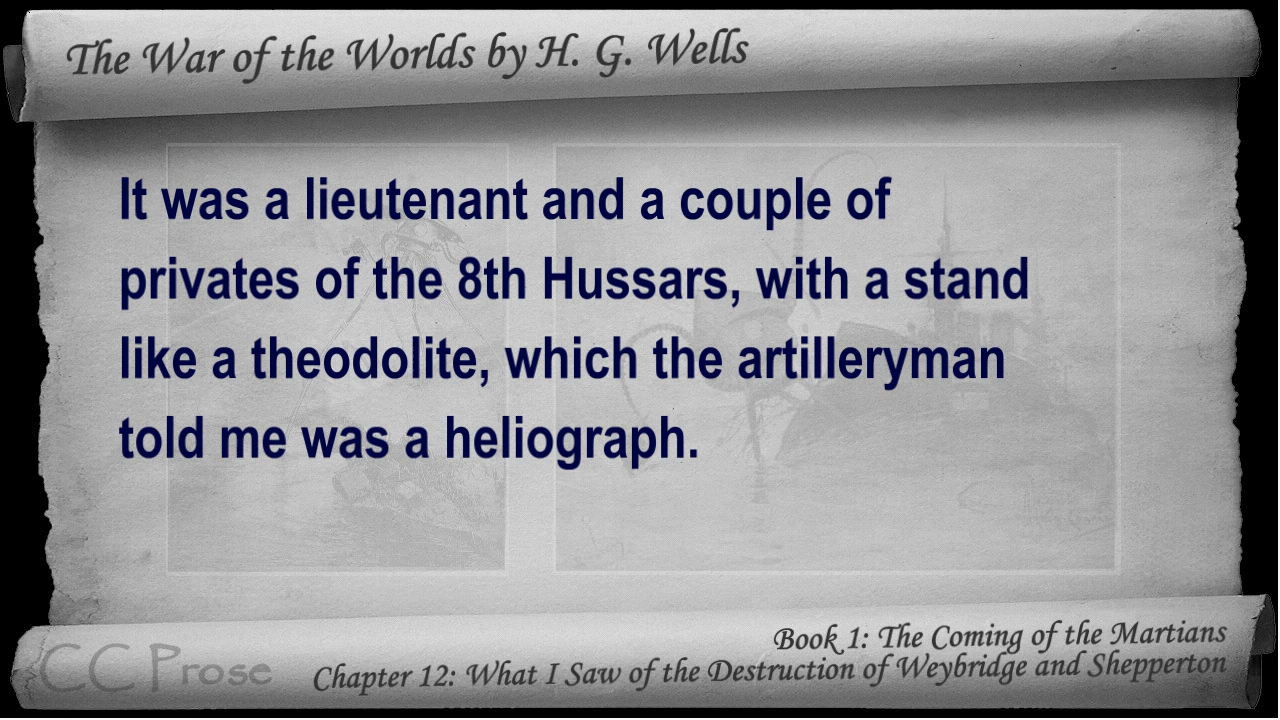 The War of the Worlds by H. G. Wells
It was a lieutenant and a couple of
privates of the 8th Hussars, with a stand
like a theodolite, which the artilleryman
told me was a heliograph.
Book 1: The Coming of the Martians
CC Prose
Chapter 12: What I Saw of the Destruction of Weybridge and Shepperton